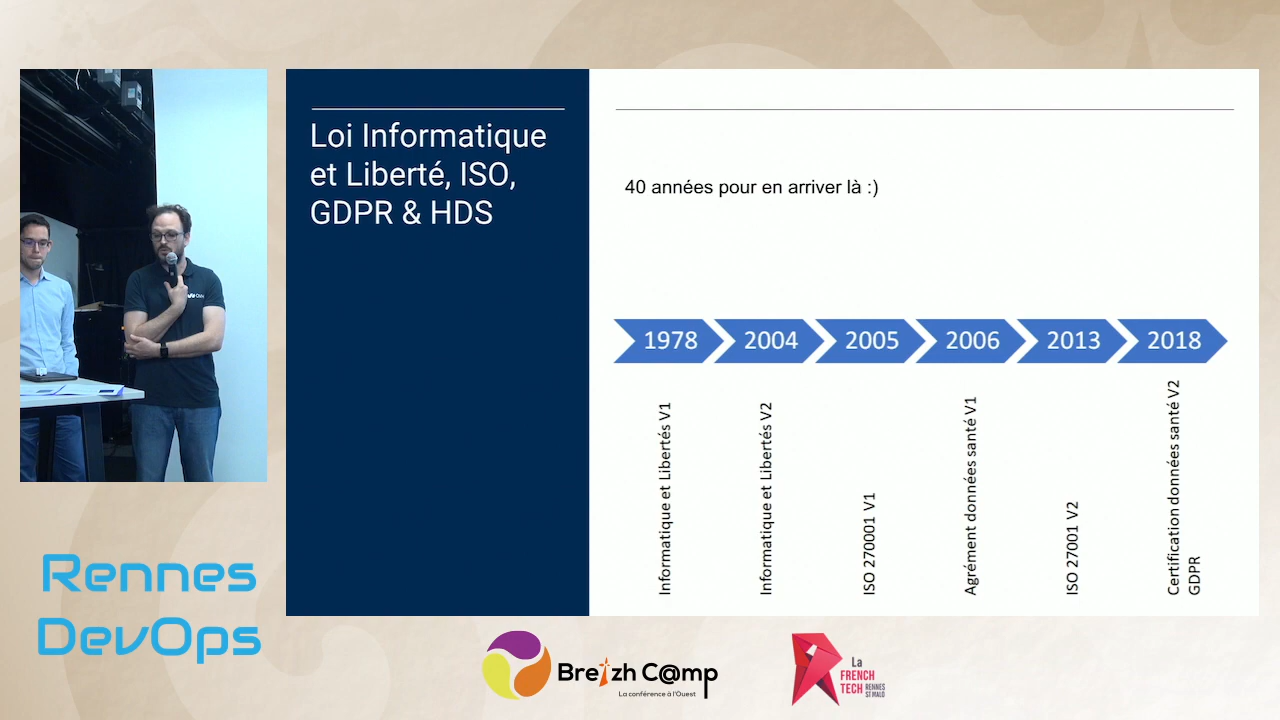 Loi Informatique
et Liberté, ISO,
GDPR & HDS
40 années pour en arriver là :)
1978
2004
2005
2006
2013
2018
Informatique et Libertés V1
Informatique et Libertés V2
ISO 270001 V1
Agrément données santé V1
ISO 27001 V2
Certification données santé V2
GDPR
Rennes
DevOps
Breizh C@mp
La conférence à l'Ouest
La
FRENCH
TECH
RENNES
ST MALO